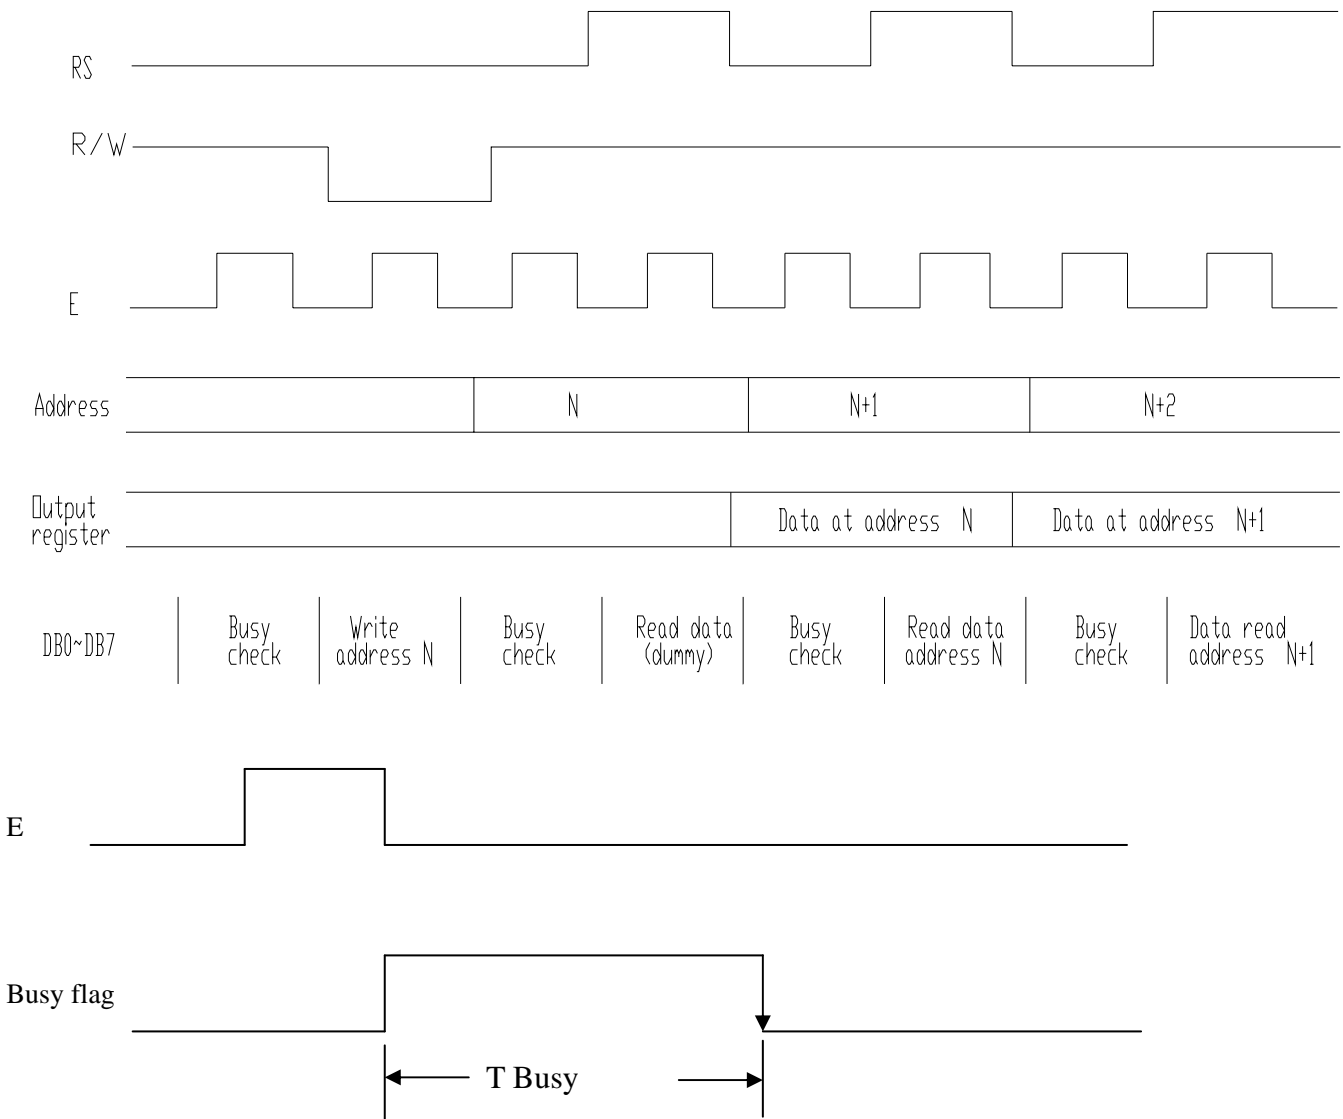 RS
R/W
E
Address
N
N+1
N+2
Output
register
Data at address N
Data at address N+1
DB0~DB7
Busy
check
Write
address N
Busy
check
Read data
(dummy)
Busy
check
Read data
address N
Busy
check
Data read
address N+1
E
Busy flag
T Busy